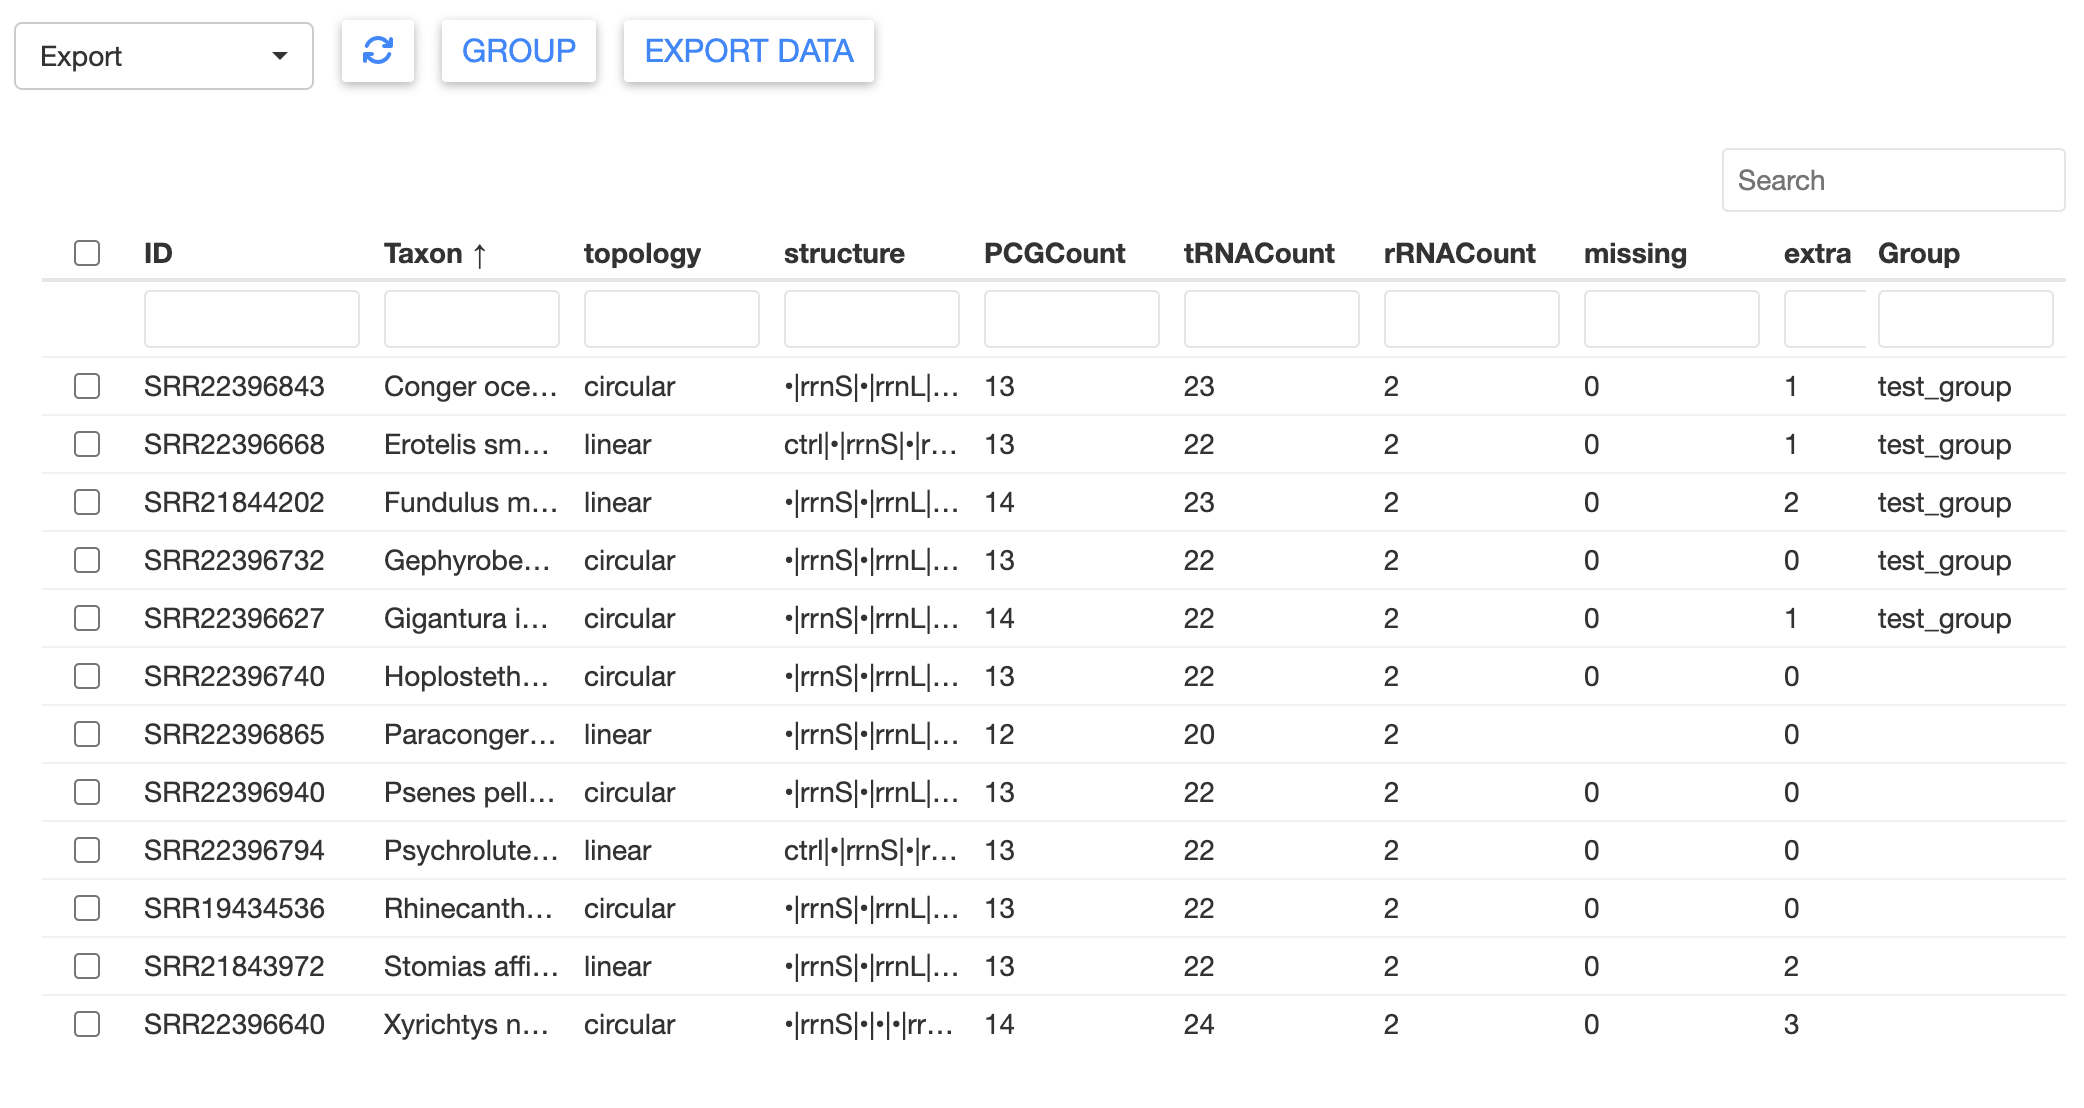 Export GROUP EXPORT DATA
Search
ID Taxon ↑ topology structure PCGCount tRNACount rRNACount missing extra Group
SRR22396843 Conger oce… circular •|rrnS|•|rrnL|… 13 23 2 0 1 test_group
SRR22396668 Erotelis sm… linear ctrl|•|rrnS|•|r… 13 22 2 0 1 test_group
SRR21844202 Fundulus m… linear •|rrnS|•|rrnL|… 14 23 2 0 2 test_group
SRR22396732 Gephyrobe… circular •|rrnS|•|rrnL|… 13 22 2 0 0 test_group
SRR22396627 Gigantura i… circular •|rrnS|•|rrnL|… 14 22 2 0 1 test_group
SRR22396740 Hoplosteth… circular •|rrnS|•|rrnL|… 13 22 2 0 0
SRR22396865 Paraconger… linear •|rrnS|•|rrnL|… 12 20 2 0
SRR22396940 Psenes pell… circular •|rrnS|•|rrnL|… 13 22 2 0 0
SRR22396794 Psychrolute… linear ctrl|•|rrnS|•|r… 13 22 2 0 0
SRR19434536 Rhinecanth… circular •|rrnS|•|rrnL|… 13 22 2 0 0
SRR21843972 Stomias affi… linear •|rrnS|•|rrnL|… 13 22 2 0 2
SRR22396640 Xyrichtys n… circular •|rrnS|•|•|•|rr… 14 24 2 0 3